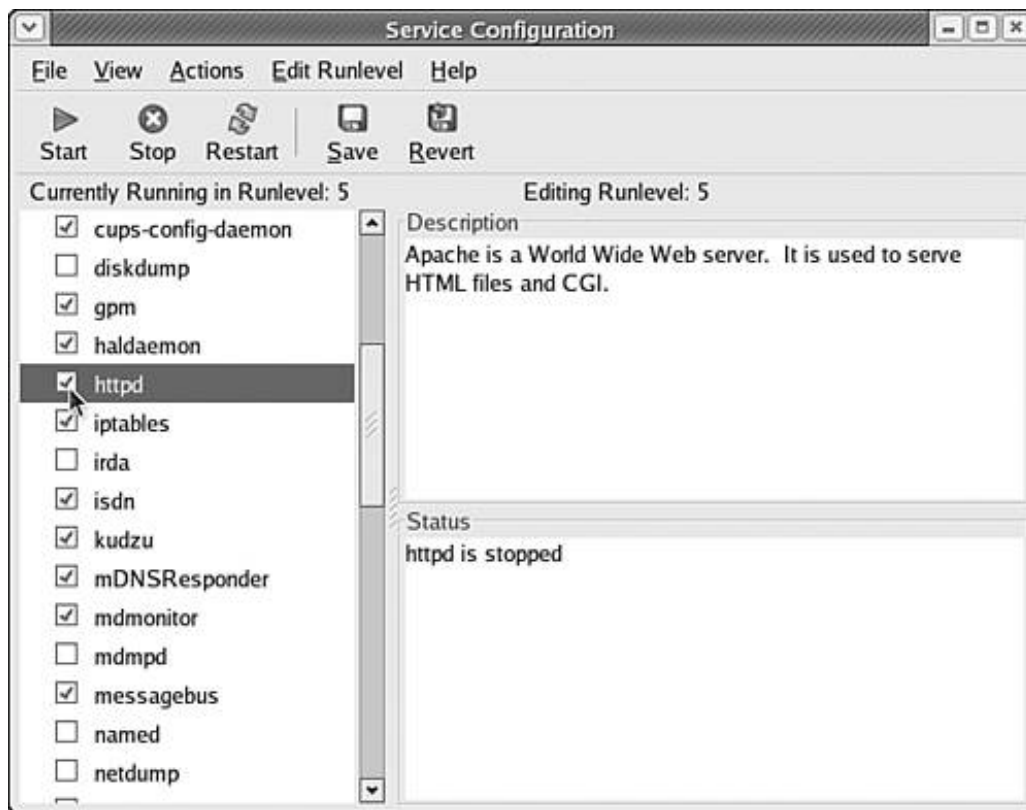 Service Configuration
File View Actions Edit Runlevel Help
Start Stop Restart Save Revert
Currently Running in Runlevel: 5
Editing Runlevel: 5
cups-config-daemon
diskdump
gpm
haldaemon
httpd
iptables
irda
isdn
kudzu
mDNSResponder
mdmonitor
mdmpd
messagebus
named
netdump
Description
Apache is a World Wide Web server. It is used to serve
HTML files and CGI.
Status
httpd is stopped